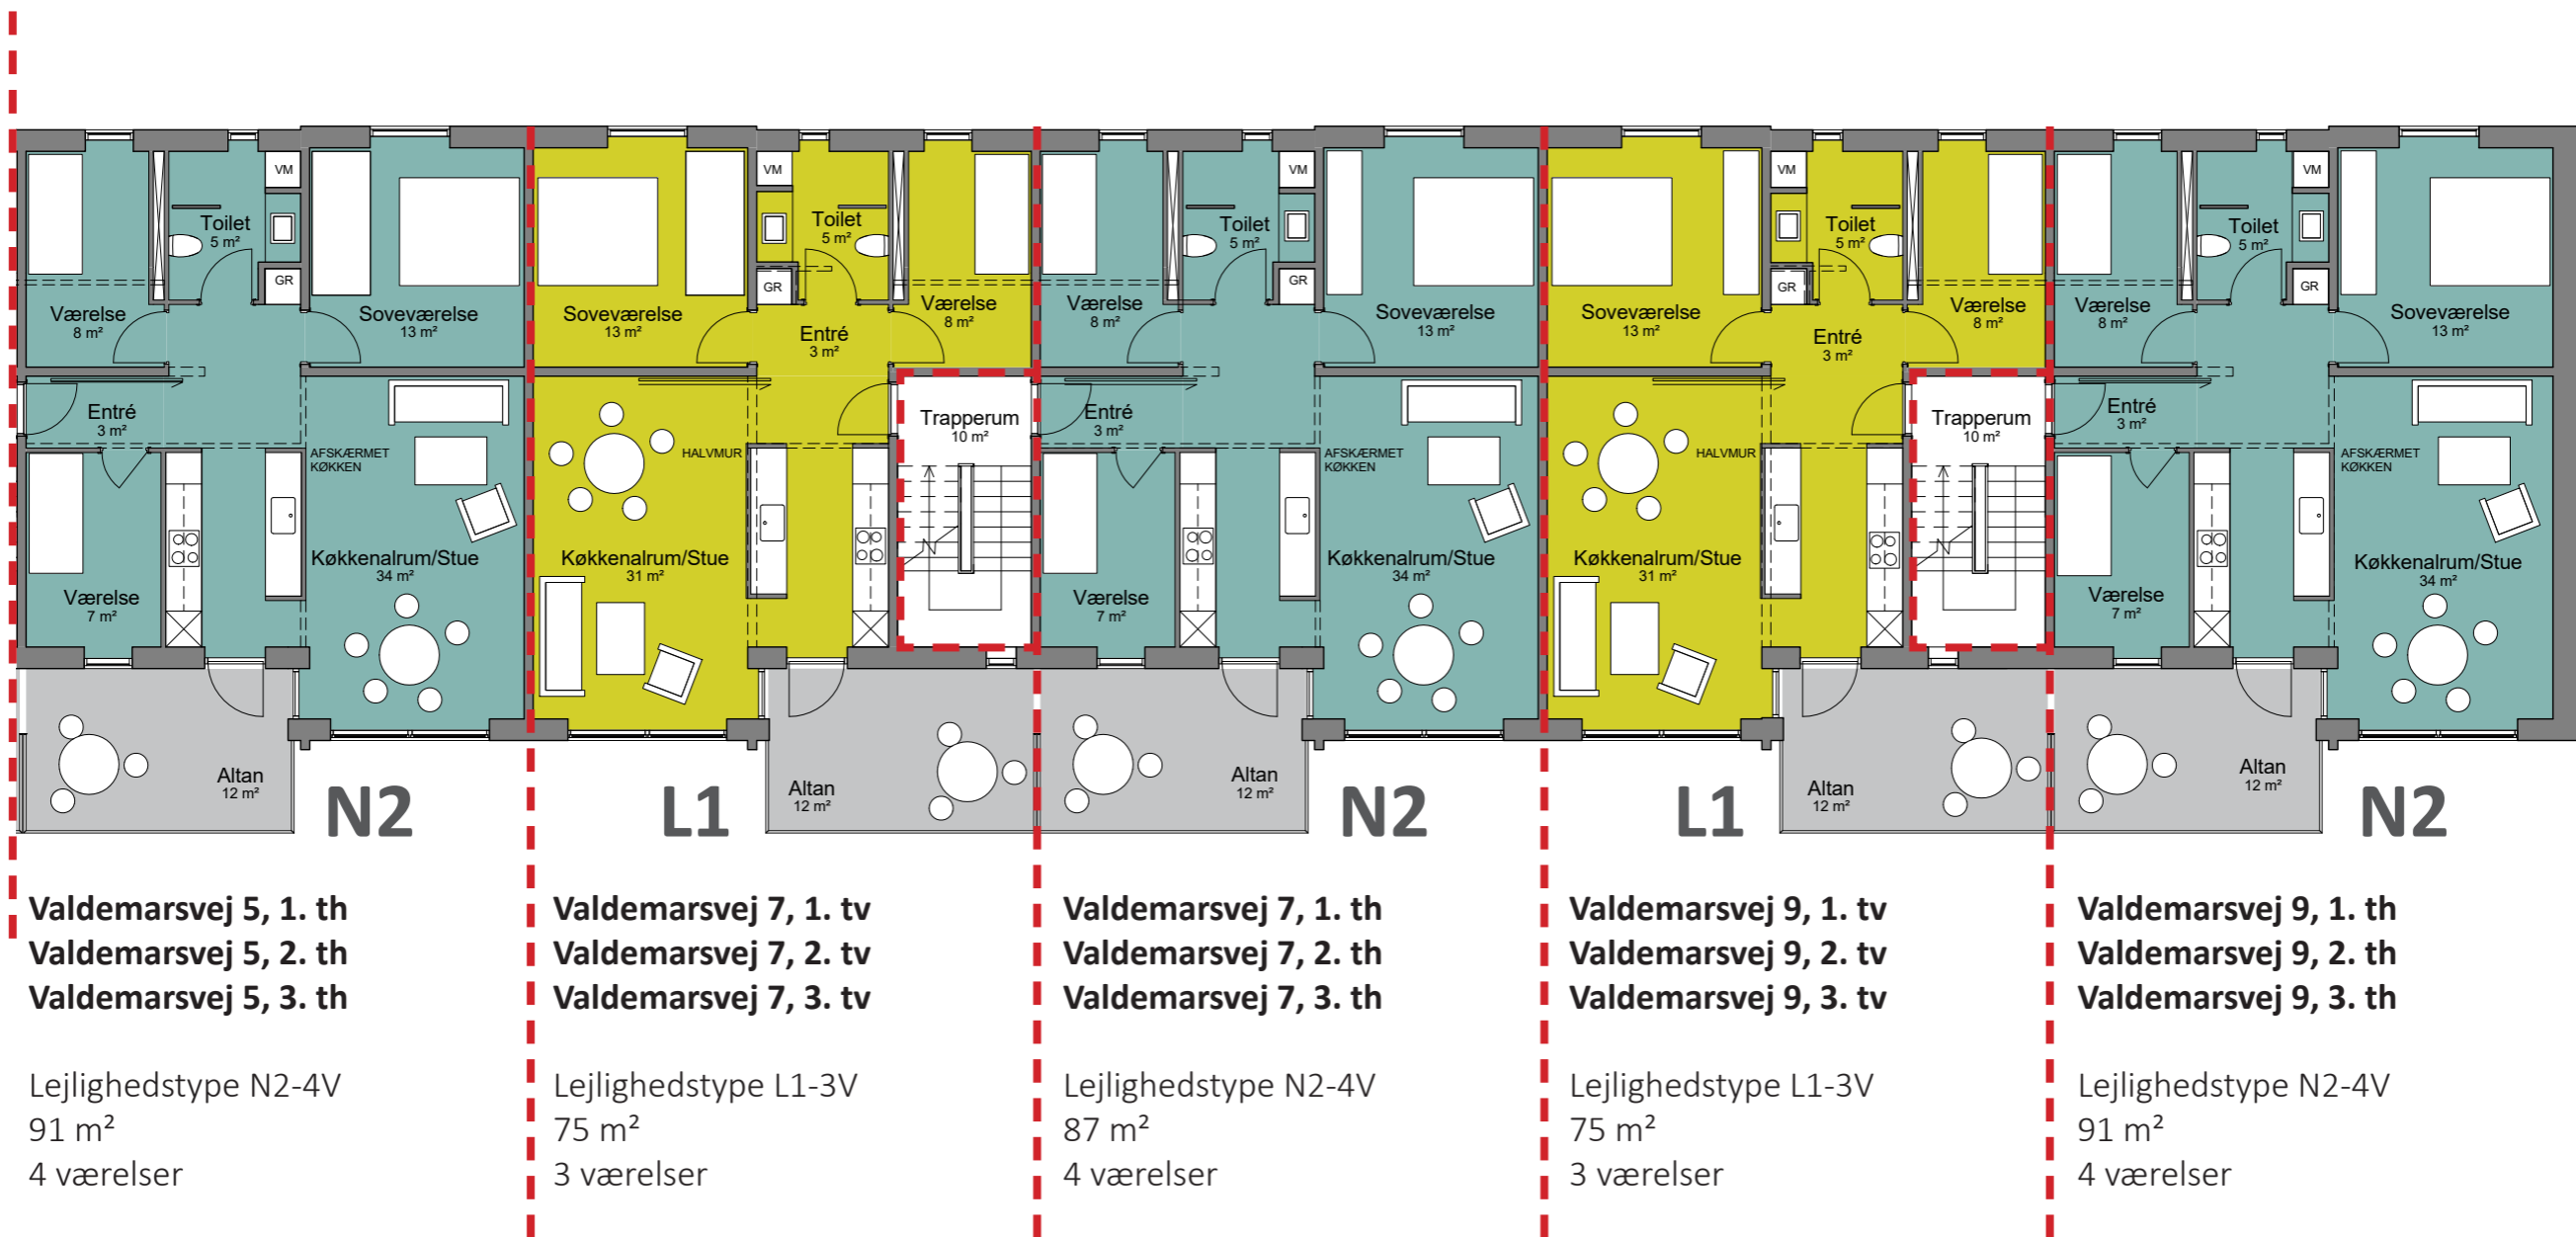 VM
Toilet
5 m²
GR
Værelse
8 m²
Soveværelse
13 m²
Entré
3 m²
AFSKÆRMET
KØKKEN
Køkkenalrum/Stue
34 m²
Værelse
7 m²
Altan
12 m²
N2
Soveværelse
13 m²
VM
Toilet
5 m²
GR
Værelse
8 m²
Entré
3 m²
Trapperum
10 m²
HALVMUR
Køkkenalrum/Stue
31 m²
Altan
12 m²
L1
VM
Toilet
5 m²
GR
Værelse
8 m²
Soveværelse
13 m²
Entré
3 m²
AFSKÆRMET
KØKKEN
Køkkenalrum/Stue
34 m²
Værelse
7 m²
Altan
12 m²
N2
Soveværelse
13 m²
VM
Toilet
5 m²
GR
Værelse
8 m²
Entré
3 m²
Trapperum
10 m²
HALVMUR
Køkkenalrum/Stue
31 m²
Altan
12 m²
L1
VM
Toilet
5 m²
GR
Værelse
8 m²
Soveværelse
13 m²
Entré
3 m²
AFSKÆRMET
KØKKEN
Køkkenalrum/Stue
34 m²
Værelse
7 m²
Altan
12 m²
N2
Valdemarsvej 5, 1. th
Valdemarsvej 5, 2. th
Valdemarsvej 5, 3. th
Lejlighedstype N2-4V
91 m²
4 værelser
Valdemarsvej 7, 1. tv
Valdemarsvej 7, 2. tv
Valdemarsvej 7, 3. tv
Lejlighedstype L1-3V
75 m²
3 værelser
Valdemarsvej 7, 1. th
Valdemarsvej 7, 2. th
Valdemarsvej 7, 3. th
Lejlighedstype N2-4V
87 m²
4 værelser
Valdemarsvej 9, 1. tv
Valdemarsvej 9, 2. tv
Valdemarsvej 9, 3. tv
Lejlighedstype L1-3V
75 m²
3 værelser
Valdemarsvej 9, 1. th
Valdemarsvej 9, 2. th
Valdemarsvej 9, 3. th
Lejlighedstype N2-4V
91 m²
4 værelser